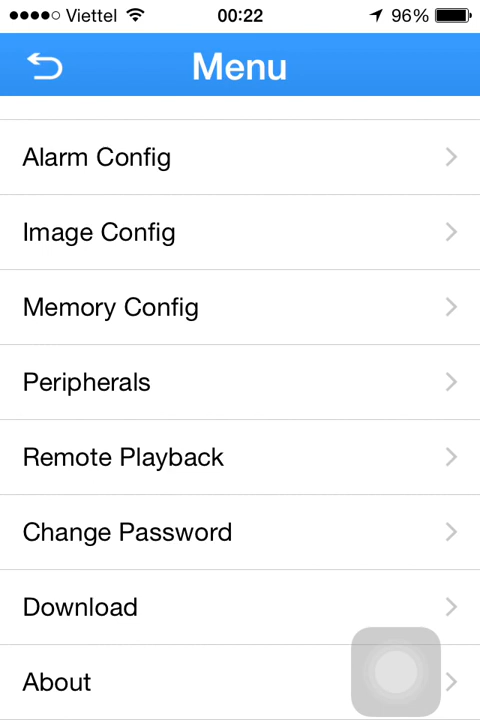 Viettel 00:22 96%
Menu
Alarm Config
Image Config
Memory Config
Peripherals
Remote Playback
Change Password
Download
About